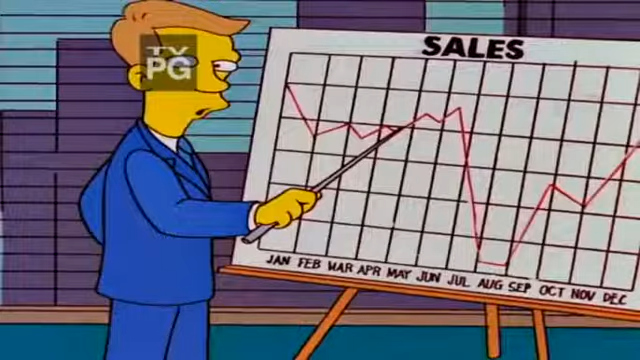 TV
PG
SALES
JAN FEB MAR APR MAY JUN JUL AUG SEP OCT NOV DEC